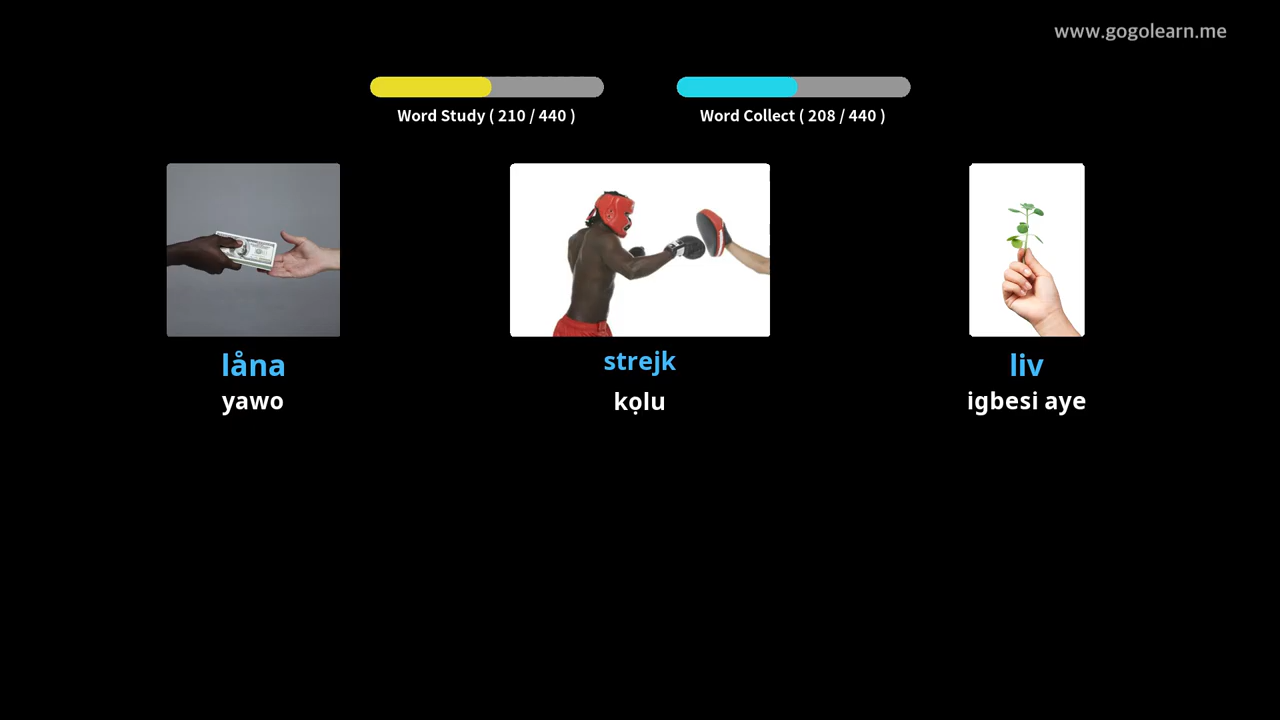 www.gogolearn.me
Word Study ( 210 / 440 )
Word Collect ( 208 / 440 )
låna
strejk
liv
yawo
kọlu
igbesi aye